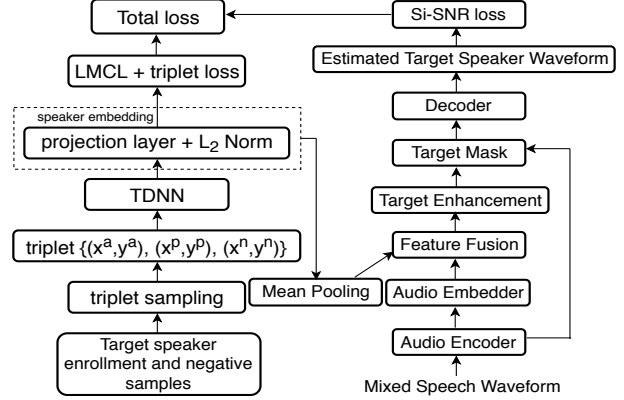 Total loss
Si-SNR loss
LMCL + triplet loss
Estimated Target Speaker Waveform
speaker embedding
Decoder
projection layer + L₂ Norm
Target Mask
TDNN
Target Enhancement
triplet {(xᵃ,yᵃ), (xᵖ,yᵖ), (xⁿ,yⁿ)}
Feature Fusion
triplet sampling
Mean Pooling
Audio Embedder
Target speaker
enrollment and negative
samples
Audio Encoder
Mixed Speech Waveform